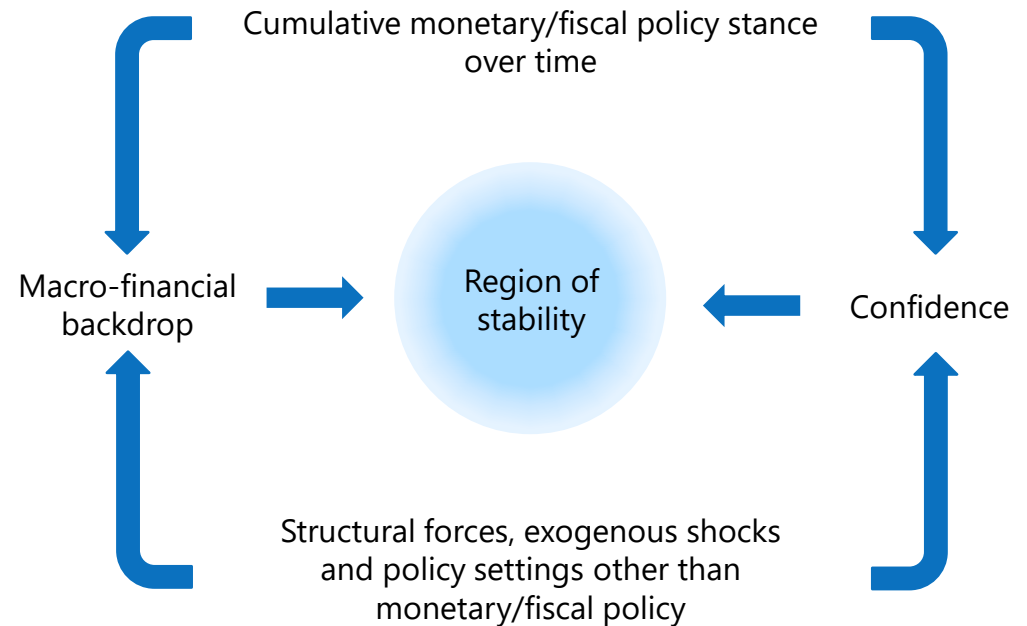 Cumulative monetary/fiscal policy stance
over time
Macro-financial
backdrop
Region of
stability
Confidence
Structural forces, exogenous shocks
and policy settings other than
monetary/fiscal policy